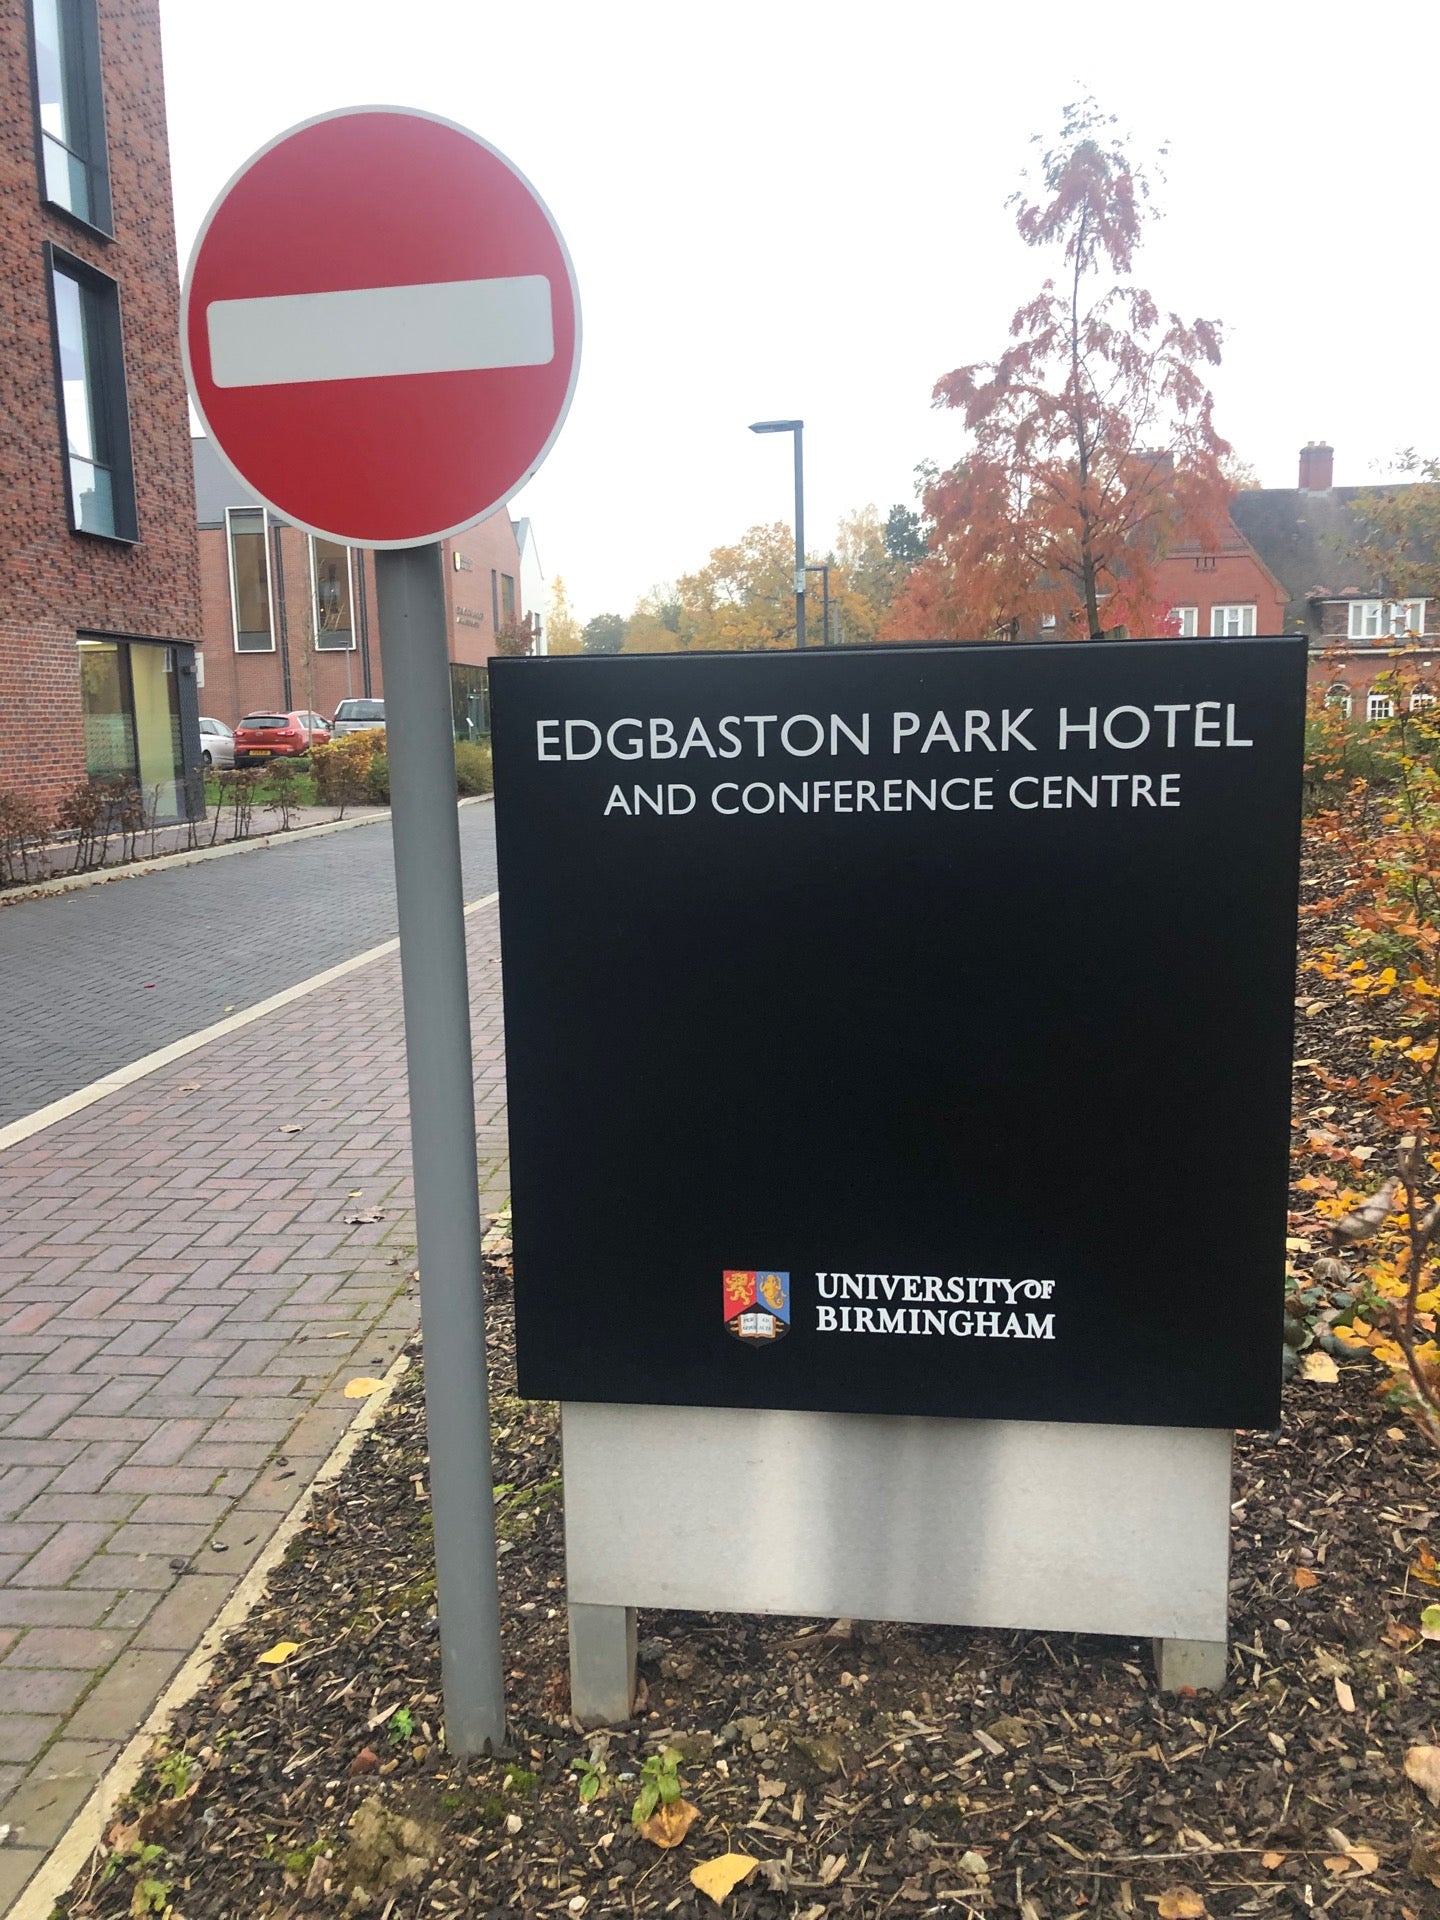 EDGBASTON PARK HOTEL
AND CONFERENCE CENTRE
UNIVERSITY OF
BIRMINGHAM